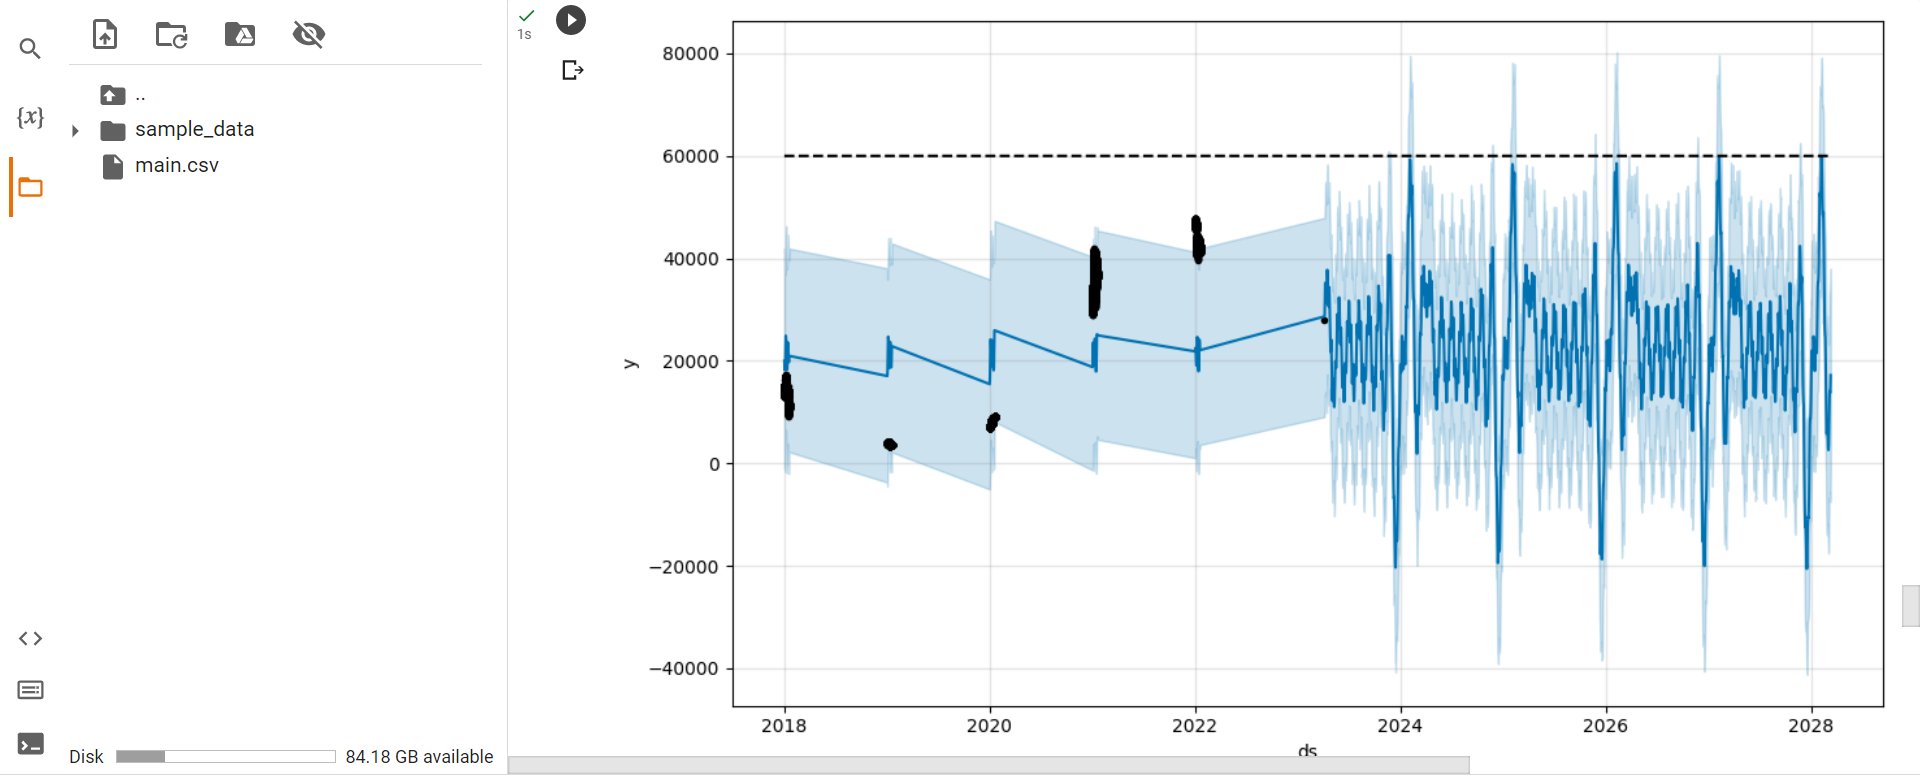 {x}
..
sample_data
main.csv
Disk 84.18 GB available
1s
80000
60000
40000
20000
0
−20000
−40000
y
2018 2020 2022 2024 2026 2028
ds